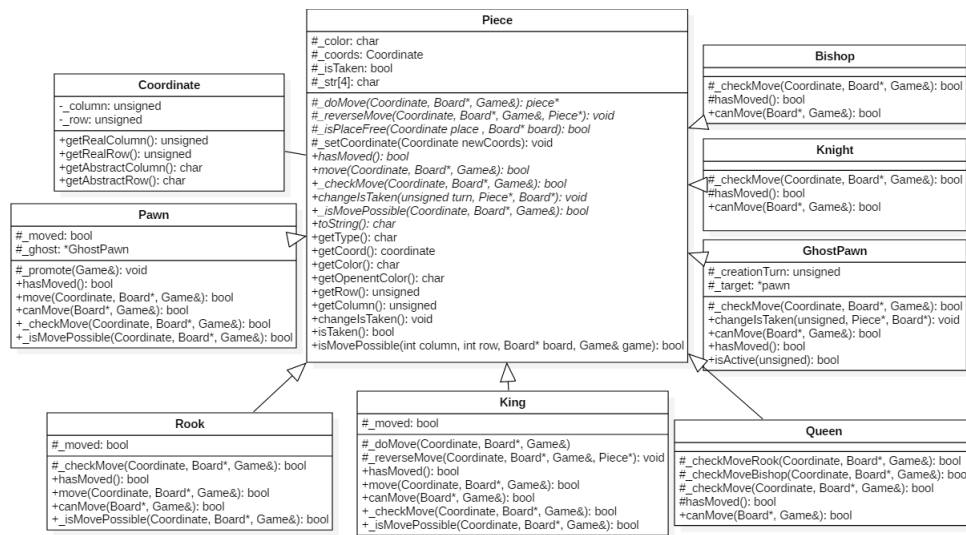 Piece
#_color: char
#_coords: Coordinate
#_isTaken: bool
#_str[4]: char
#_doMove(Coordinate, Board*, Game&): piece*
#_reverseMove(Coordinate, Board*, Game&, Piece*): void
#_isPlaceFree(Coordinate place , Board* board): bool
#_setCoordinate(Coordinate newCoords): void
+hasMoved(): bool
move(Coordinate, Board*, Game&): bool
+_checkMove(Coordinate, Board*, Game&): bool
+changeIsTaken(unsigned turn, Piece*, Board*): void
+_isMovePossible(Coordinate, Board*, Game&): bool
+toString(): char
+getType(): char
+getCoord(): coordinate
+getColor(): char
+getOpenentColor(): char
+getRow(): unsigned
+getColumn(): unsigned
+changeIsTaken(): void
+isTaken(): bool
+isMovePossible(int column, int row, Board* board, Game& game): bool
Coordinate
-_column: unsigned
-_row: unsigned
+getRealColumn(): unsigned
+getRealRow(): unsigned
+getAbstractColumn(): char
+getAbstractRow(): char
Pawn
#_moved: bool
#_ghost: *GhostPawn
#_promote(Game&): void
+hasMoved(): bool
+move(Coordinate, Board*, Game&): bool
+canMove(Board*, Game&): bool
+_checkMove(Coordinate, Board*, Game&): bool
+_isMovePossible(Coordinate, Board*, Game&): bool
Bishop
#_checkMove(Coordinate, Board*, Game&): bool
#hasMoved(): bool
+canMove(Board*, Game&): bool
Knight
#_checkMove(Coordinate, Board*, Game&): bool
#hasMoved(): bool
+canMove(Board*, Game&): bool
GhostPawn
#_creationTurn: unsigned
#_target: *pawn
#_checkMove(Coordinate, Board*, Game&): bool
+changeIsTaken(unsigned, Piece*, Board*): void
+canMove(Board*, Game&): bool
+hasMoved(): bool
+isActive(unsigned): bool
Rook
#_moved: bool
#_checkMove(Coordinate, Board*, Game&): bool
+hasMoved(): bool
+move(Coordinate, Board*, Game&): bool
+canMove(Board*, Game&): bool
+_isMovePossible(Coordinate, Board*, Game&): bool
King
#_moved: bool
#_doMove(Coordinate, Board*, Game&)
#_reverseMove(Coordinate, Board*, Game&, Piece*): void
+hasMoved(): bool
+move(Coordinate, Board*, Game&): bool
+canMove(Board*, Game&): bool
+_checkMove(Coordinate, Board*, Game&): bool
+_isMovePossible(Coordinate, Board*, Game&): bool
Queen
#_checkMoveRook(Coordinate, Board*, Game&): bool
#_checkMoveBishop(Coordinate, Board*, Game&): bool
#_checkMove(Coordinate, Board*, Game&): bool
#hasMoved(): bool
+canMove(Board*, Game&): bool